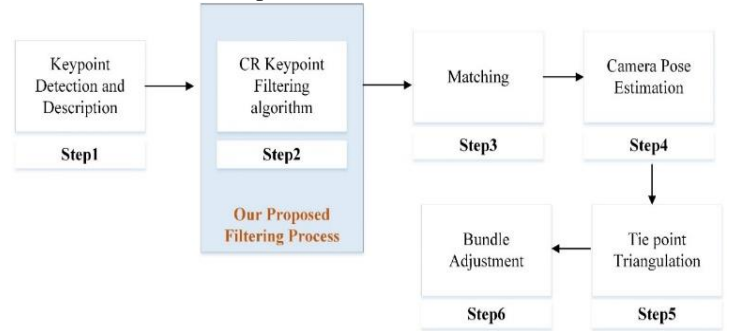 Keypoint
Detection and
Description
Step1
CR Keypoint
Filtering
algorithm
Step2
Our Proposed
Filtering Process
Matching
Step3
Camera Pose
Estimation
Step4
Tie point
Triangulation
Step5
Bundle
Adjustment
Step6